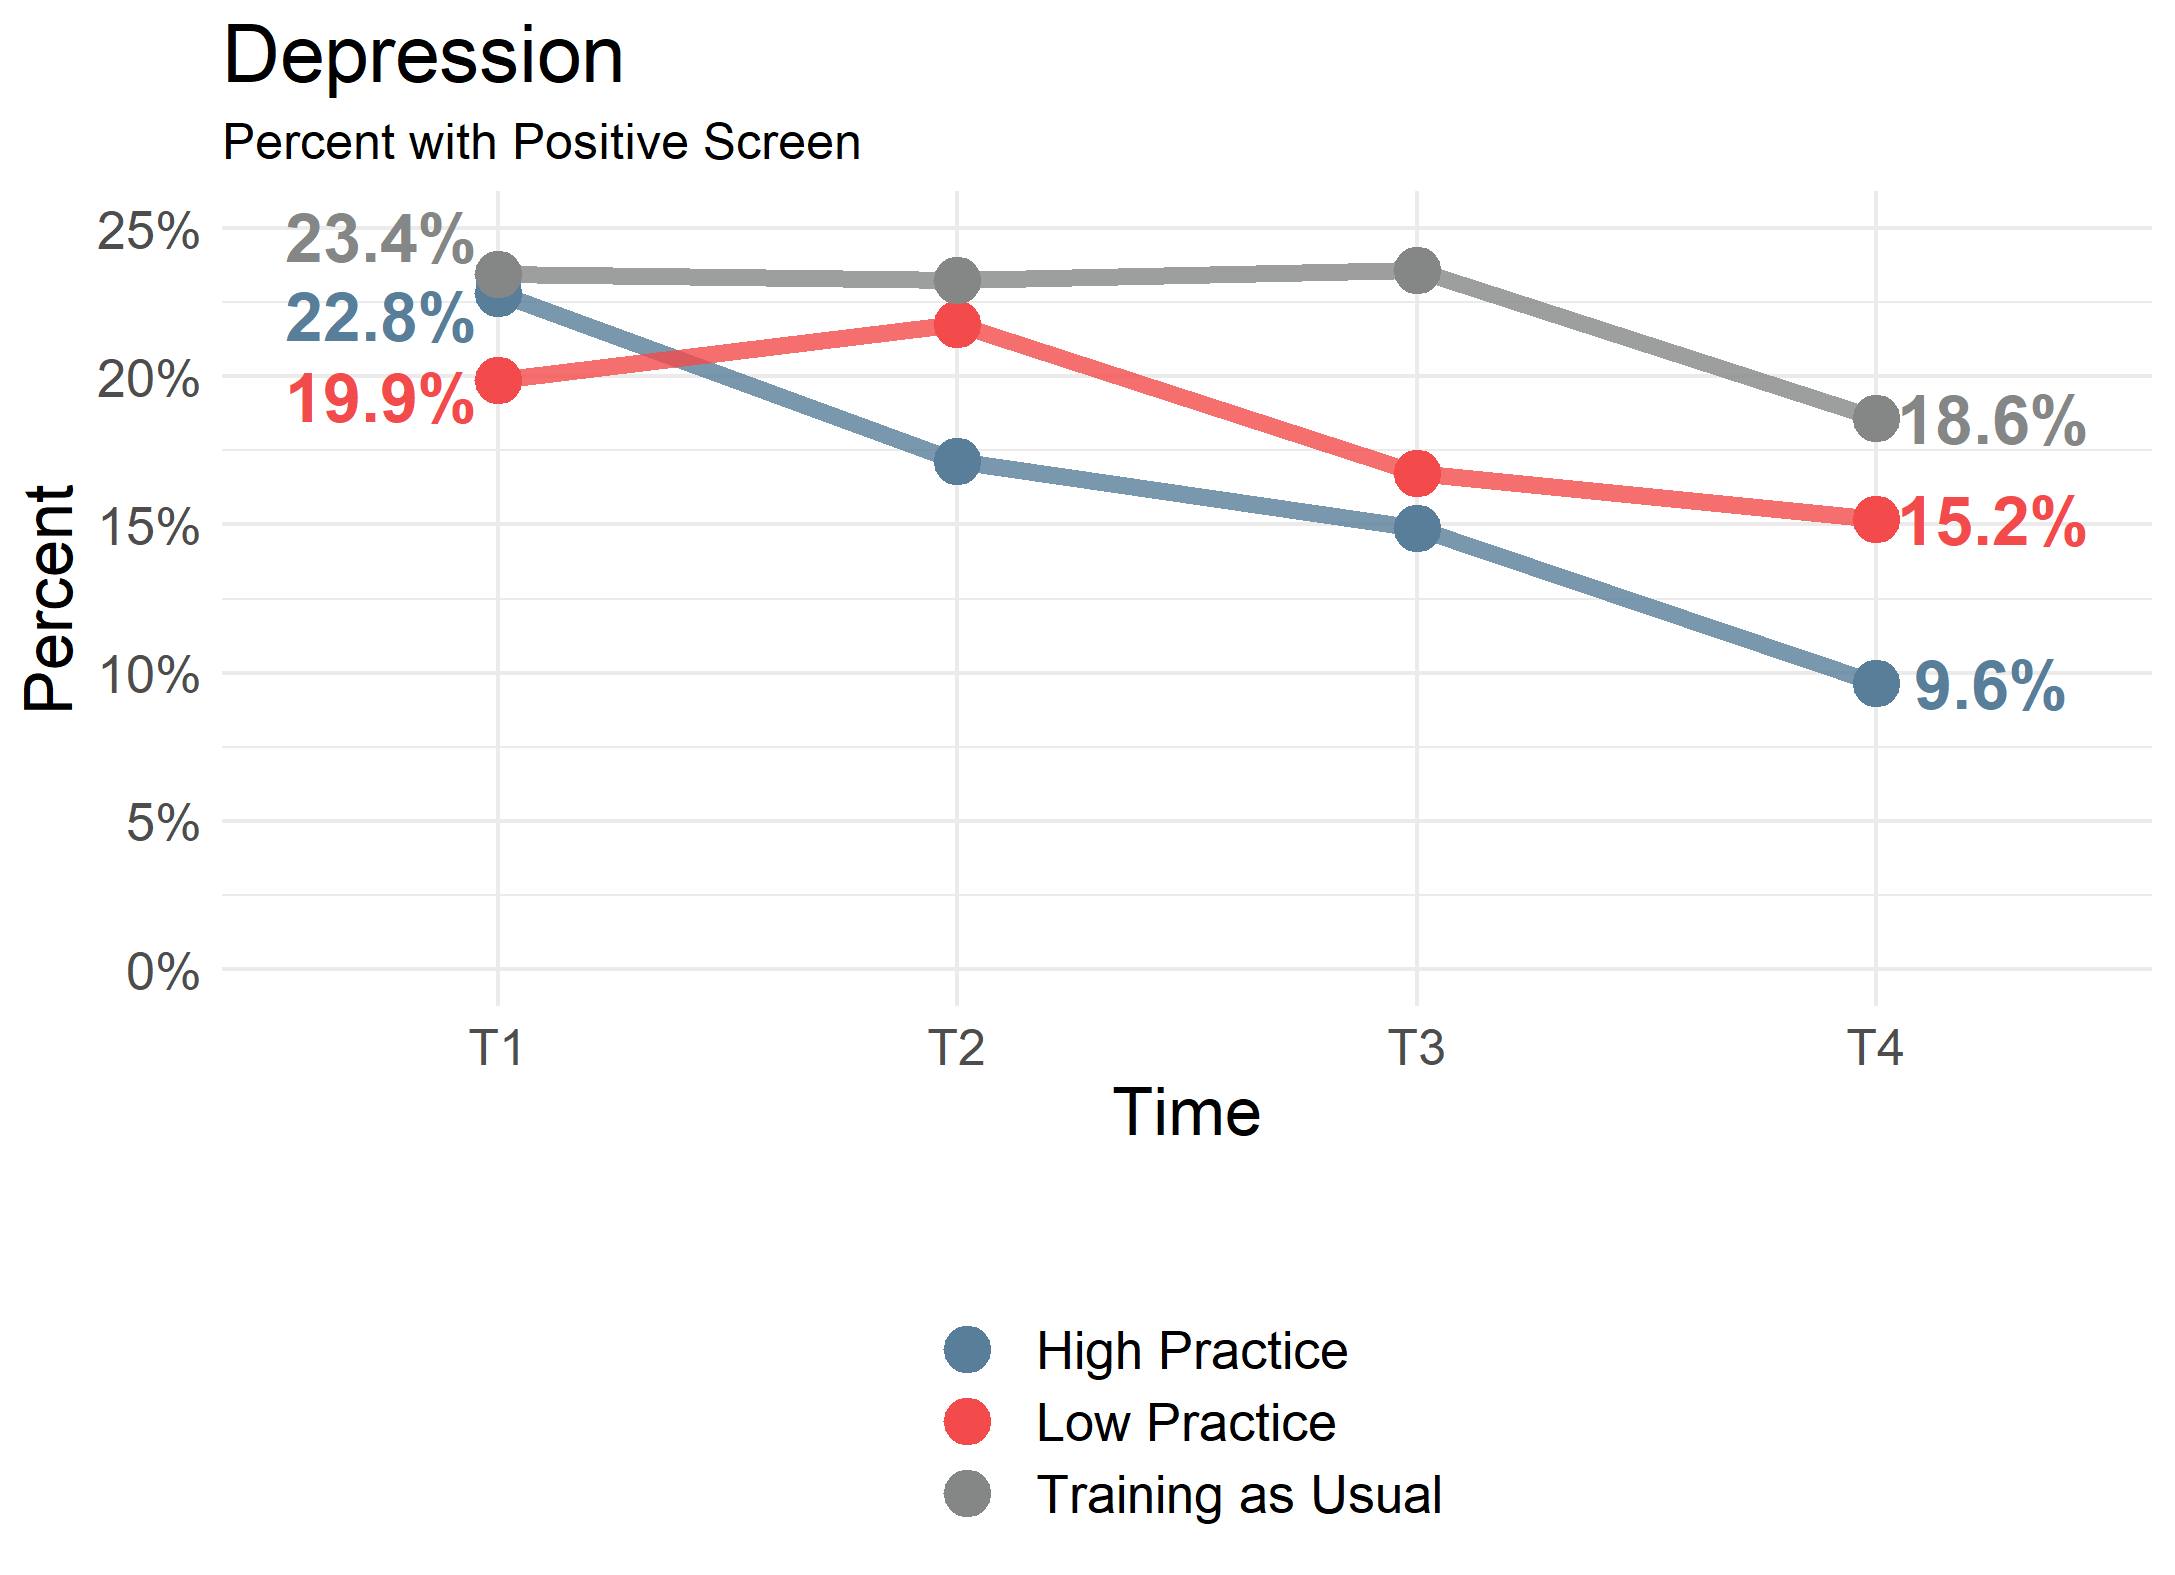 Depression
Percent with Positive Screen
Percent
25%
20%
15%
10%
5%
0%
23.4%
22.8%
19.9%
18.6%
15.2%
9.6%
T1 T2 T3 T4
Time
High Practice
Low Practice
Training as Usual